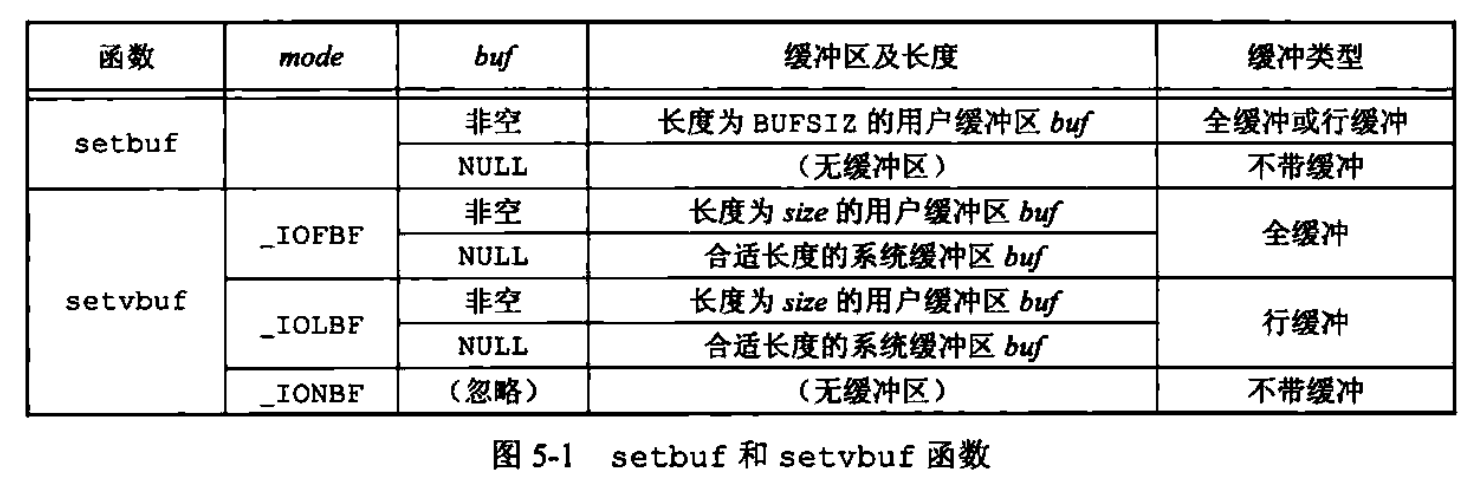 函数 mode buf 缓冲区及长度 缓冲类型
setbuf 非空 长度为 BUFSIZ 的用户缓冲区 buf 全缓冲或行缓冲
NULL （无缓冲区） 不带缓冲
setvbuf _IOFBF 非空 长度为 size 的用户缓冲区 buf 全缓冲
NULL 合适长度的系统缓冲区 buf
_IOLBF 非空 长度为 size 的用户缓冲区 buf 行缓冲
NULL 合适长度的系统缓冲区 buf
_IONBF （忽略） （无缓冲区） 不带缓冲
图 5-1 setbuf 和 setvbuf 函数